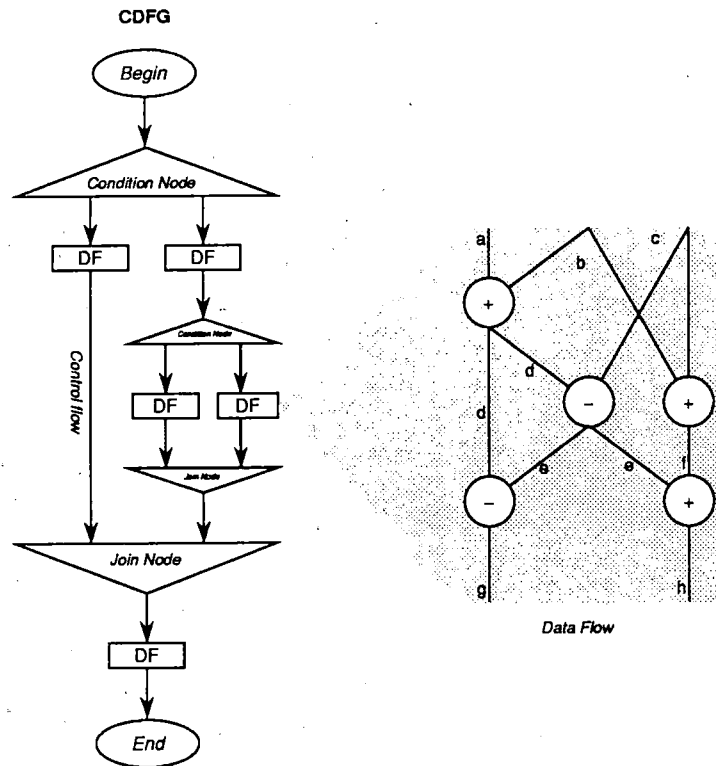 CDFG
Begin
Condition Node
DF
DF
Condition Node
Control flow
DF
DF
Join Node
Join Node
DF
End
a
b
c
+
d
d
−
+
e
e
f
−
+
g
h
Data Flow